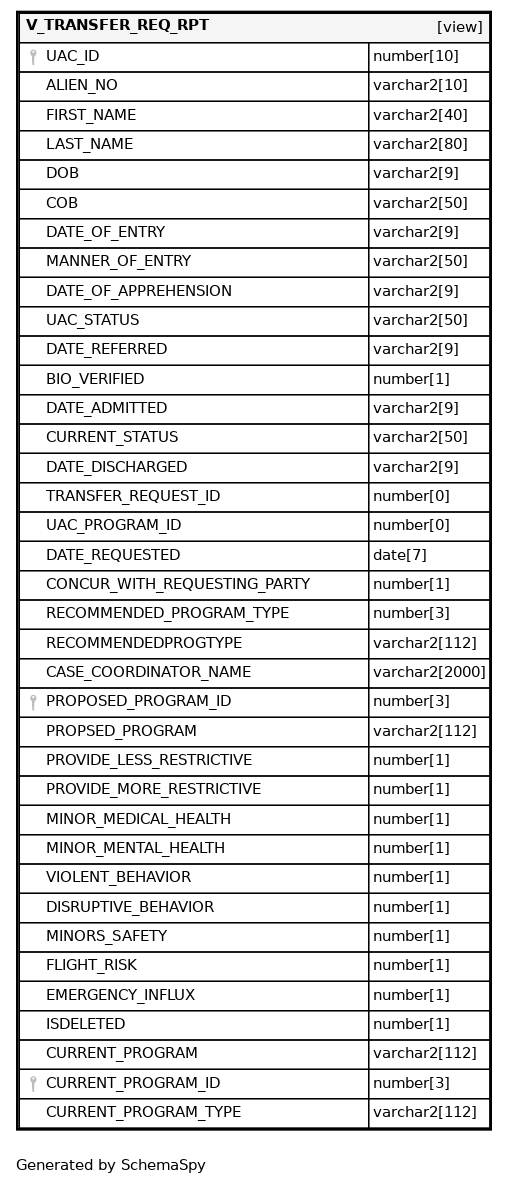 V_TRANSFER_REQ_RPT [view]
UAC_ID number[10]
ALIEN_NO varchar2[10]
FIRST_NAME varchar2[40]
LAST_NAME varchar2[80]
DOB varchar2[9]
COB varchar2[50]
DATE_OF_ENTRY varchar2[9]
MANNER_OF_ENTRY varchar2[50]
DATE_OF_APPREHENSION varchar2[9]
UAC_STATUS varchar2[50]
DATE_REFERRED varchar2[9]
BIO_VERIFIED number[1]
DATE_ADMITTED varchar2[9]
CURRENT_STATUS varchar2[50]
DATE_DISCHARGED varchar2[9]
TRANSFER_REQUEST_ID number[0]
UAC_PROGRAM_ID number[0]
DATE_REQUESTED date[7]
CONCUR_WITH_REQUESTING_PARTY number[1]
RECOMMENDED_PROGRAM_TYPE number[3]
RECOMMENDEDPROGTYPE varchar2[112]
CASE_COORDINATOR_NAME varchar2[2000]
PROPOSED_PROGRAM_ID number[3]
PROPSED_PROGRAM varchar2[112]
PROVIDE_LESS_RESTRICTIVE number[1]
PROVIDE_MORE_RESTRICTIVE number[1]
MINOR_MEDICAL_HEALTH number[1]
MINOR_MENTAL_HEALTH number[1]
VIOLENT_BEHAVIOR number[1]
DISRUPTIVE_BEHAVIOR number[1]
MINORS_SAFETY number[1]
FLIGHT_RISK number[1]
EMERGENCY_INFLUX number[1]
ISDELETED number[1]
CURRENT_PROGRAM varchar2[112]
CURRENT_PROGRAM_ID number[3]
CURRENT_PROGRAM_TYPE varchar2[112]
Generated by SchemaSpy